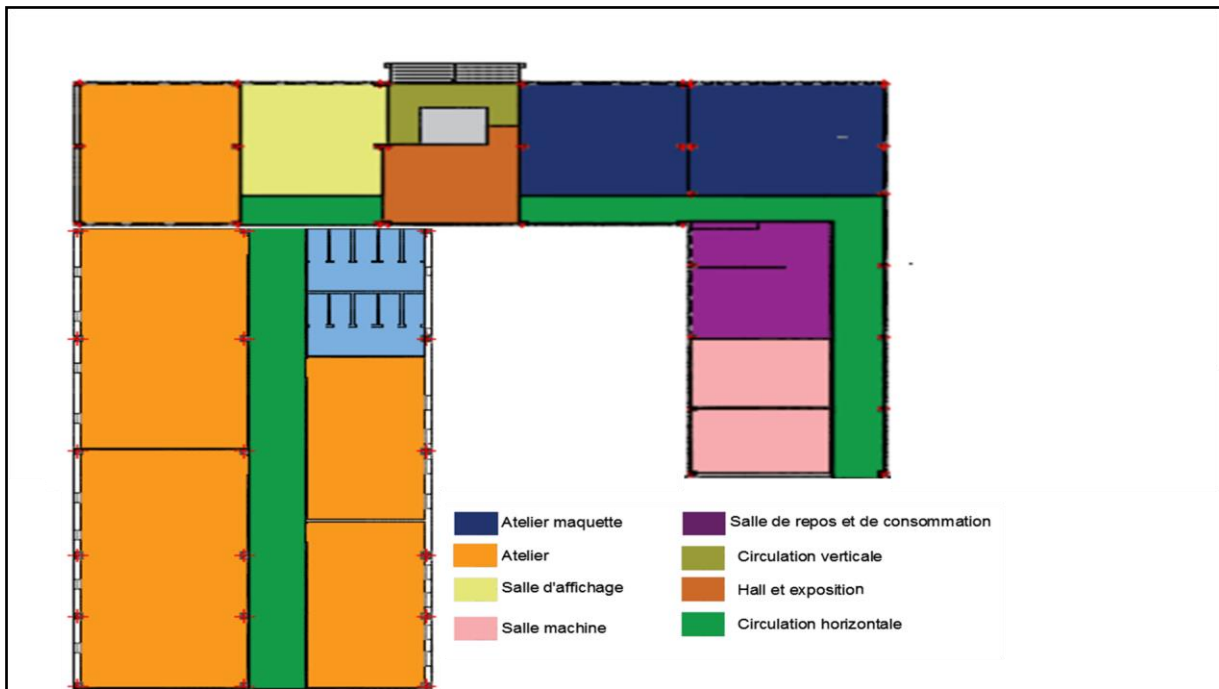 Atelier maquette
Atelier
Salle d'affichage
Salle machine
Salle de repos et de consommation
Circulation verticale
Hall et exposition
Circulation horizontale